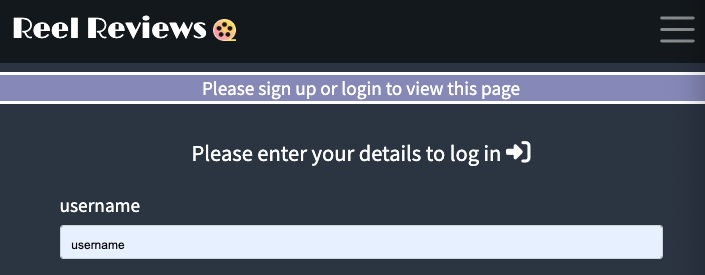 Reel Reviews
Please sign up or login to view this page
Please enter your details to log in
username
username